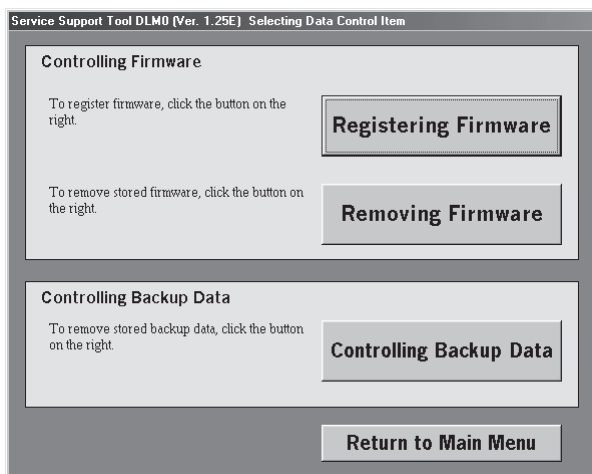 Service Support Tool DLM0 (Ver. 1.25E)  Selecting Data Control Item
Controlling Firmware
To register firmware, click the button on the
right.
Registering Firmware
To remove stored firmware, click the button on
the right.
Removing Firmware
Controlling Backup Data
To remove stored backup data, click the button
on the right.
Controlling Backup Data
Return to Main Menu